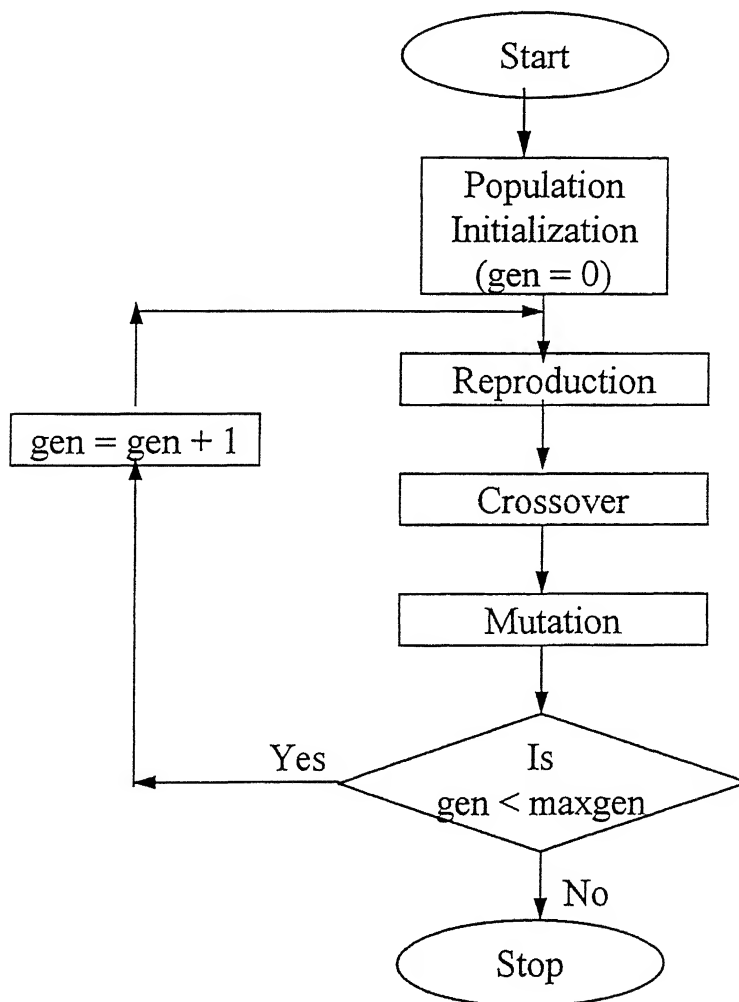 Start
Population
Initialization
(gen = 0)
Reproduction
gen = gen + 1
Crossover
Mutation
Is
gen < maxgen
Yes
No
Stop